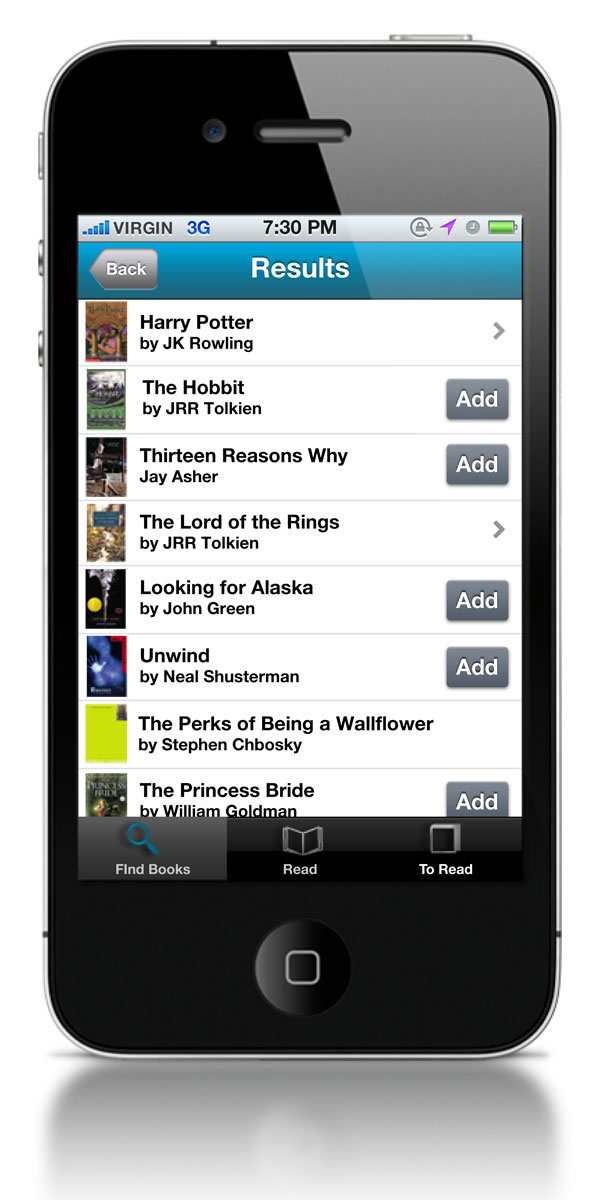 VIRGIN 3G 7:30 PM
Back Results
Harry Potter
by JK Rowling
The Hobbit
by JRR Tolkien
Add
Thirteen Reasons Why
Jay Asher
Add
The Lord of the Rings
by JRR Tolkien
Looking for Alaska
by John Green
Add
Unwind
by Neal Shusterman
Add
The Perks of Being a Wallflower
by Stephen Chbosky
PRINCESS
BRIDE
The Princess Bride
by William Goldman
Add
FInd Books Read To Read